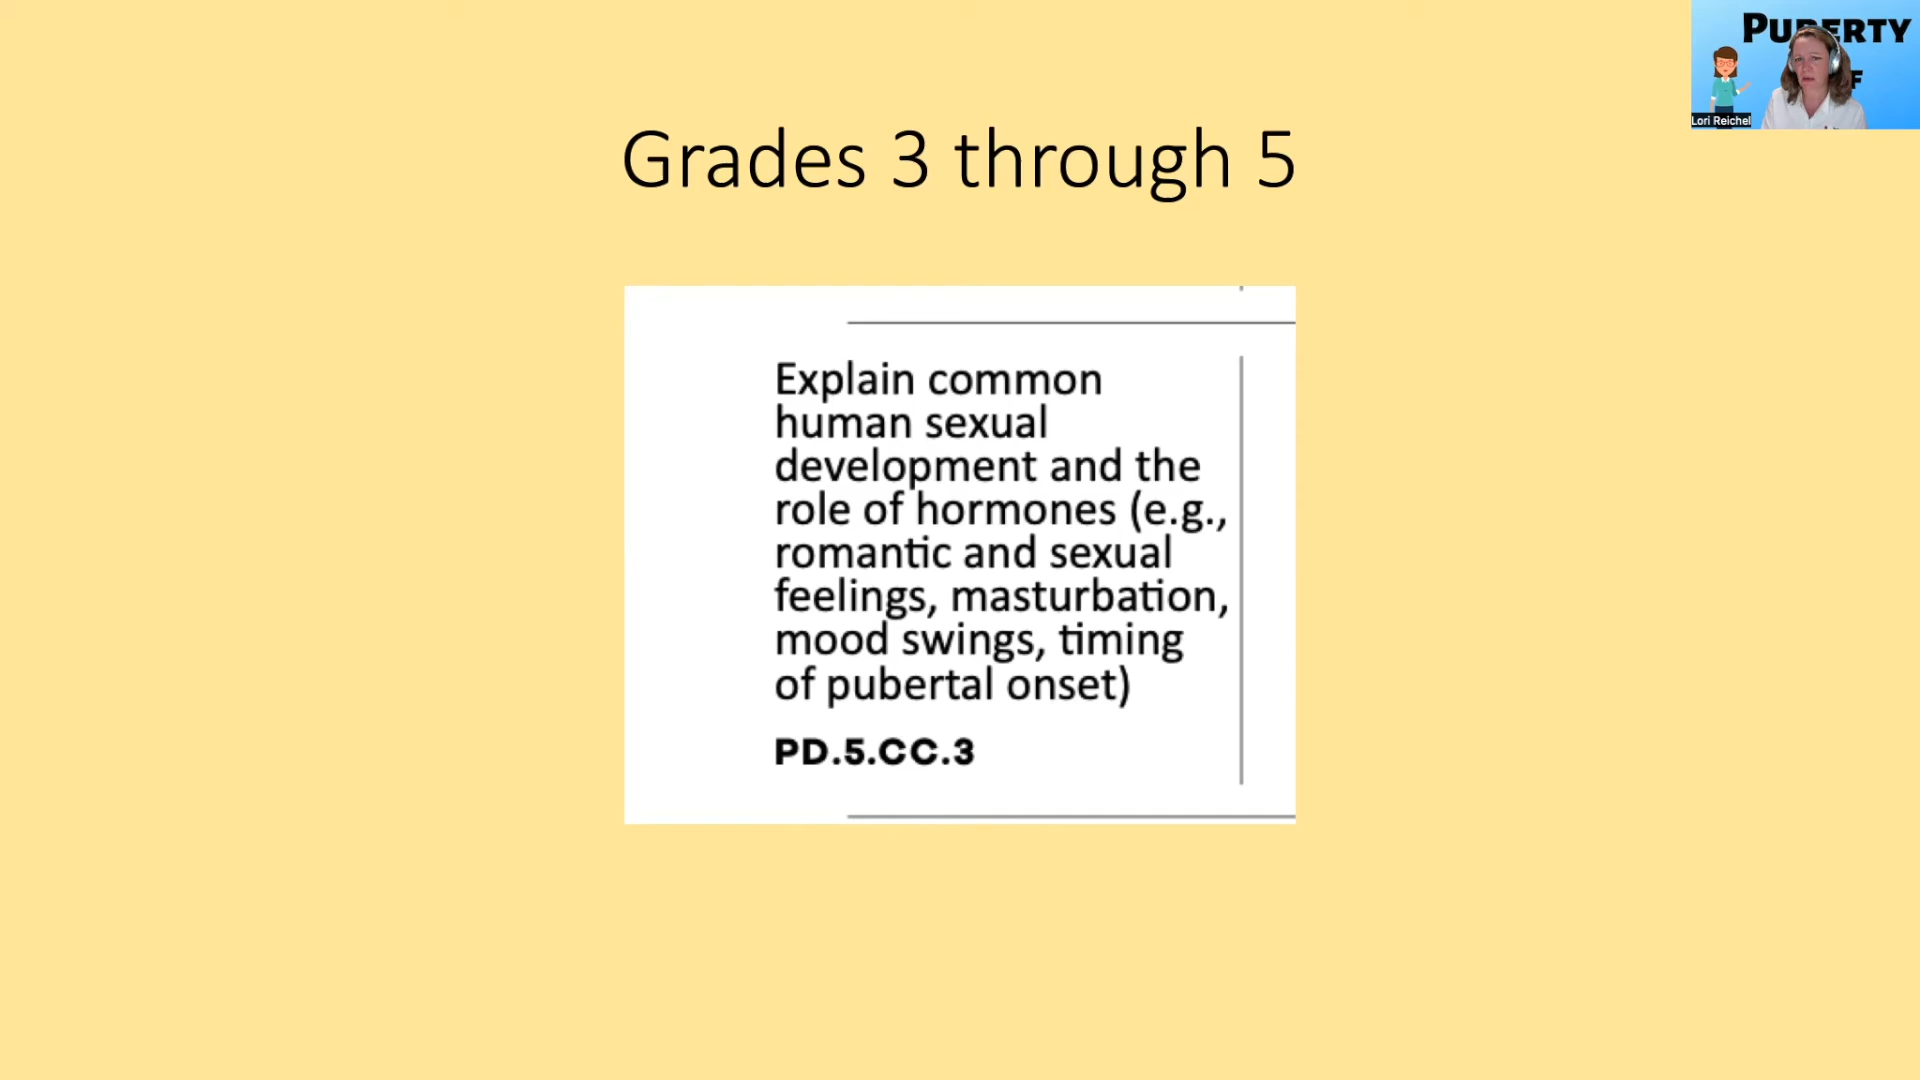 PUBERTY
F
Lori Reichel
Grades 3 through 5
Explain common
human sexual
development and the
role of hormones (e.g.,
romantic and sexual
feelings, masturbation,
mood swings, timing
of pubertal onset)
PD.5.CC.3